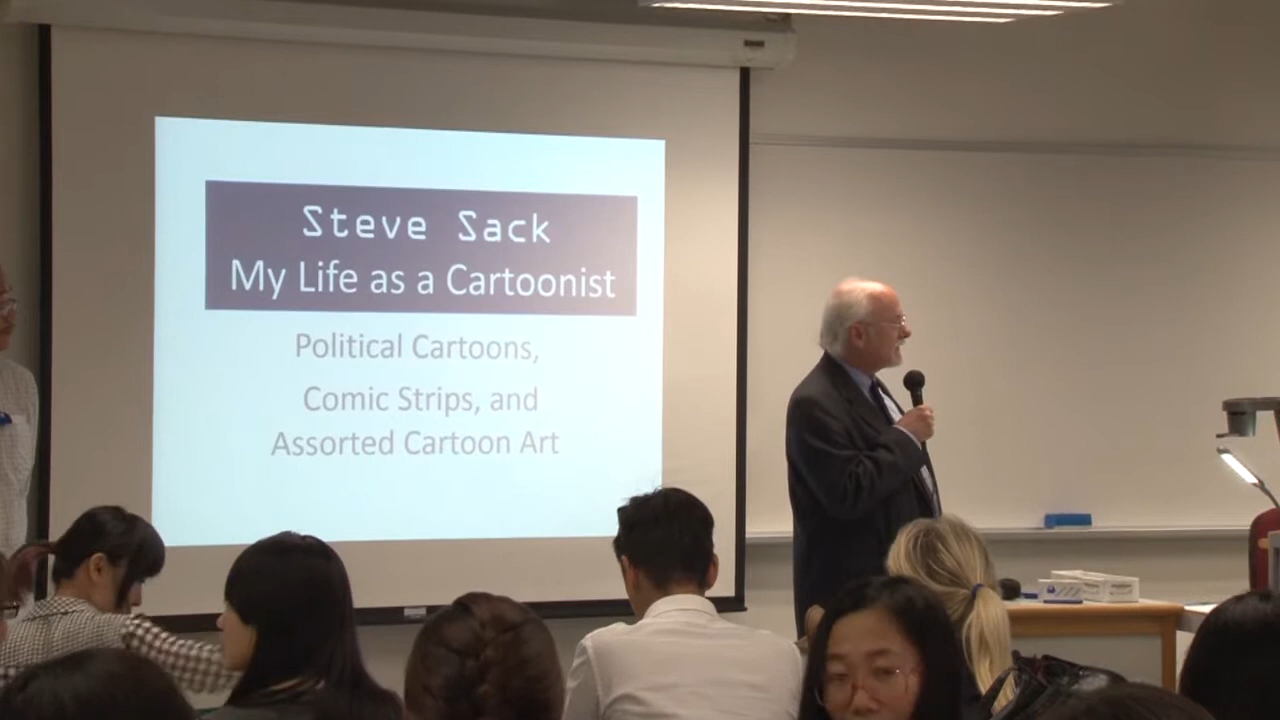 Steve Sack
My Life as a Cartoonist
Political Cartoons,
Comic Strips, and
Assorted Cartoon Art